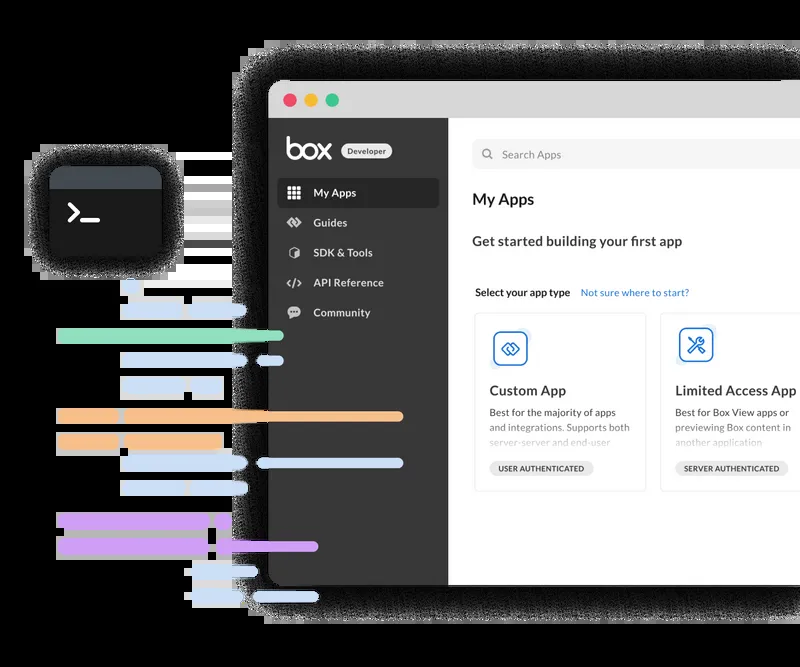 box Developer
My Apps
Guides
SDK & Tools
API Reference
Community
Search Apps
My Apps
Get started building your first app
Select your app type Not sure where to start?
Custom App
Best for the majority of apps
and integrations. Supports both
server-server and end-user
USER AUTHENTICATED
Limited Access App
Best for Box View apps or
previewing Box content in
another application
SERVER AUTHENTICATED